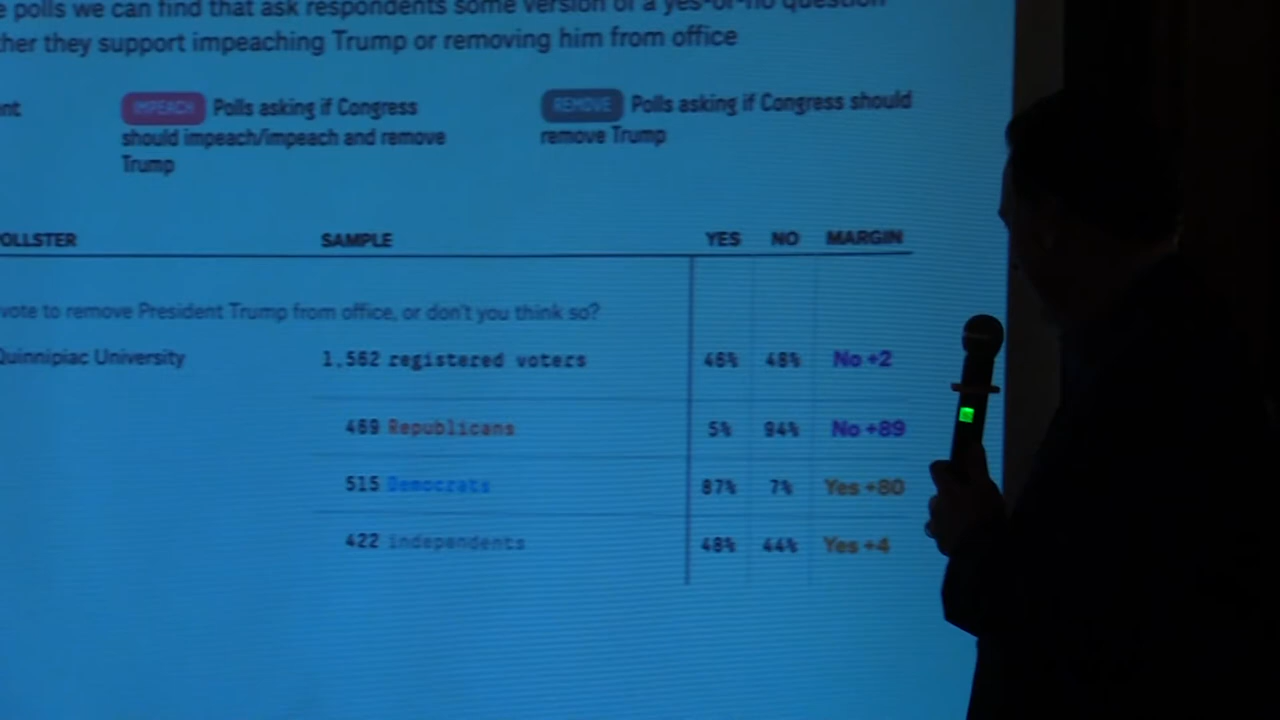 e polls we can find that ask respondents some version of a yes-or-no question
ther they support impeaching Trump or removing him from office
nt
IMPEACH Polls asking if Congress
should impeach/impeach and remove
Trump
REMOVE Polls asking if Congress should
remove Trump
OLLSTER SAMPLE YES NO MARGIN
vote to remove President Trump from office, or don't you think so?
Quinnipiac University 1,562 registered voters 46% 48% No +2
469 Republicans 5% 94% No +89
515 Democrats 87% 7% Yes +80
422 independents 48% 44% Yes +4